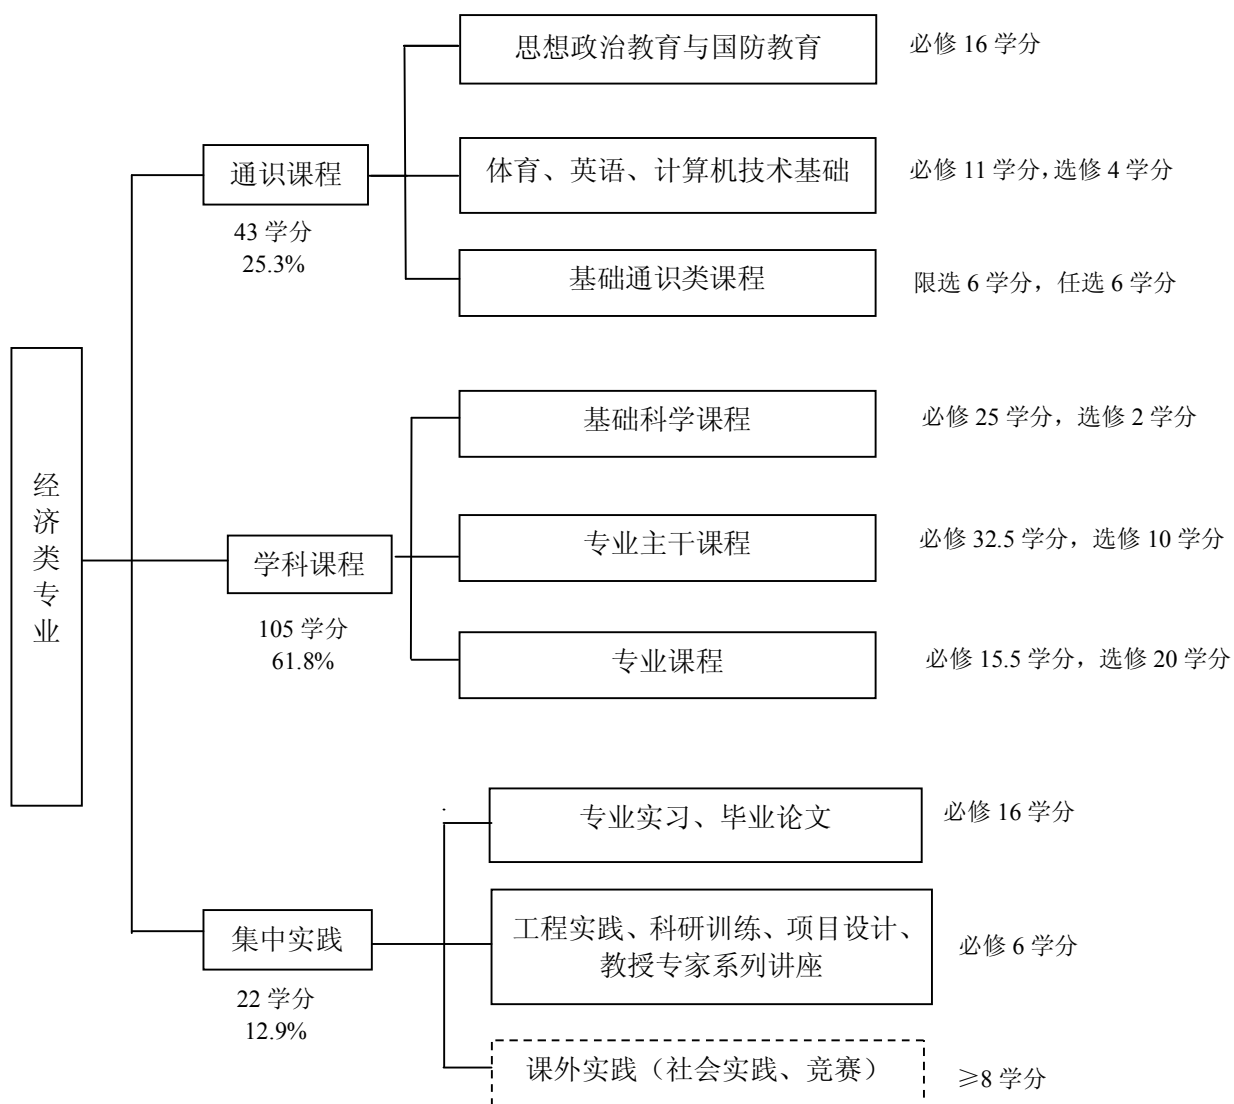 思想政治教育与国防教育
必修 16 学分
通识课程
43 学分
25.3%
体育、英语、计算机技术基础
必修 11 学分，选修 4 学分
基础通识类课程
限选 6 学分，任选 6 学分
经
济
类
专
业
基础科学课程
必修 25 学分，选修 2 学分
学科课程
105 学分
61.8%
专业主干课程
必修 32.5 学分，选修 10 学分
专业课程
必修 15.5 学分，选修 20 学分
专业实习、毕业论文
必修 16 学分
集中实践
22 学分
12.9%
工程实践、科研训练、项目设计、
教授专家系列讲座
必修 6 学分
课外实践（社会实践、竞赛）
≥8 学分